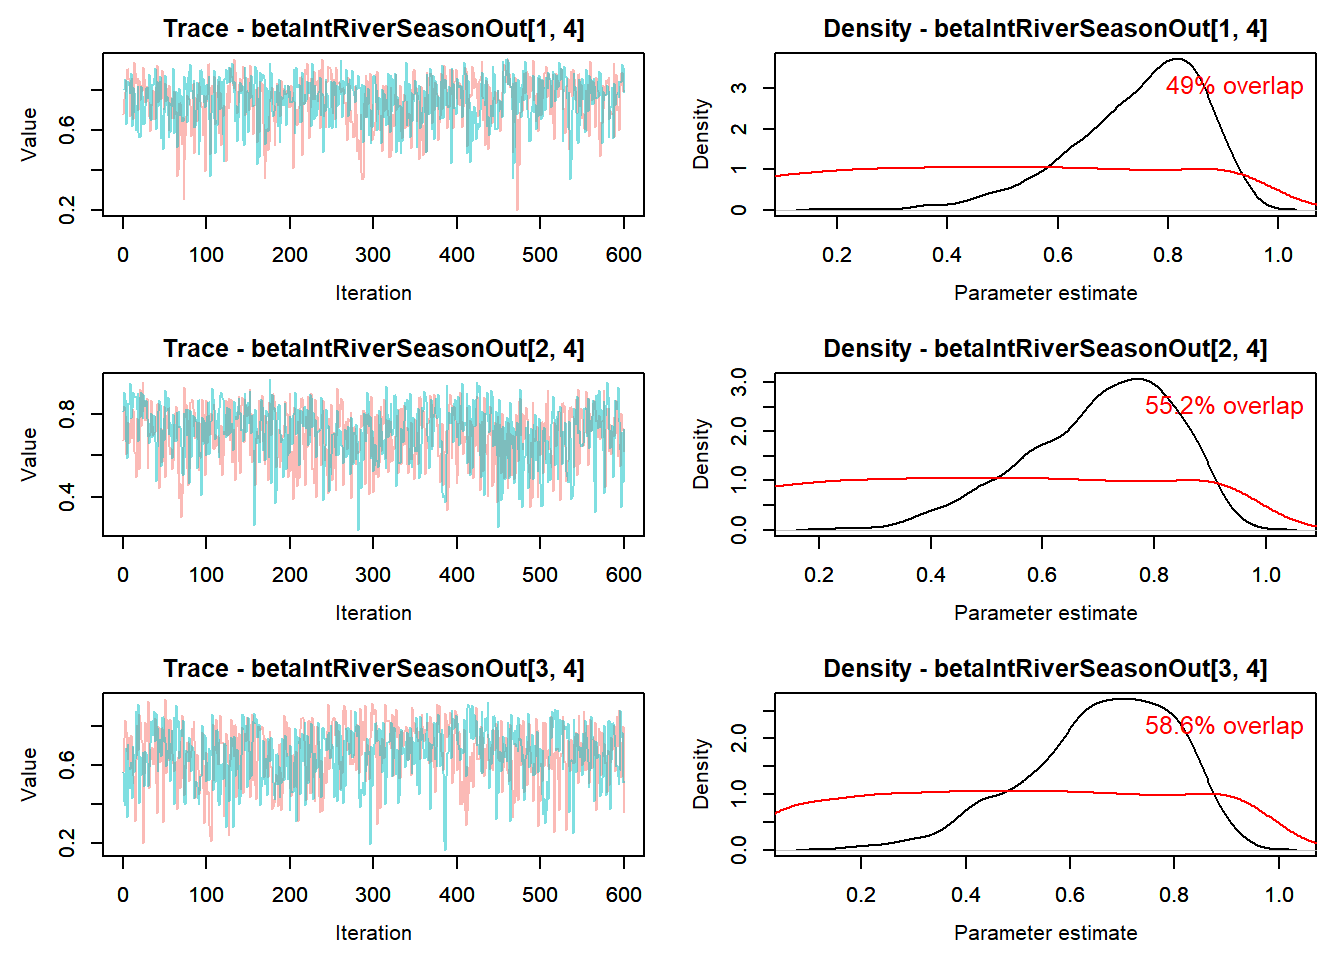 Trace - betaIntRiverSeasonOut[1, 4]
Value
0.2 0.6
0 100 200 300 400 500 600
Iteration
Density - betaIntRiverSeasonOut[1, 4]
49% overlap
Density
0 1 2 3
0.2 0.4 0.6 0.8 1.0
Parameter estimate
Trace - betaIntRiverSeasonOut[2, 4]
Value
0.4 0.8
0 100 200 300 400 500 600
Iteration
Density - betaIntRiverSeasonOut[2, 4]
55.2% overlap
Density
0.0 1.0 2.0 3.0
0.2 0.4 0.6 0.8 1.0
Parameter estimate
Trace - betaIntRiverSeasonOut[3, 4]
Value
0.2 0.6
0 100 200 300 400 500 600
Iteration
Density - betaIntRiverSeasonOut[3, 4]
58.6% overlap
Density
0.0 1.0 2.0
0.2 0.4 0.6 0.8 1.0
Parameter estimate